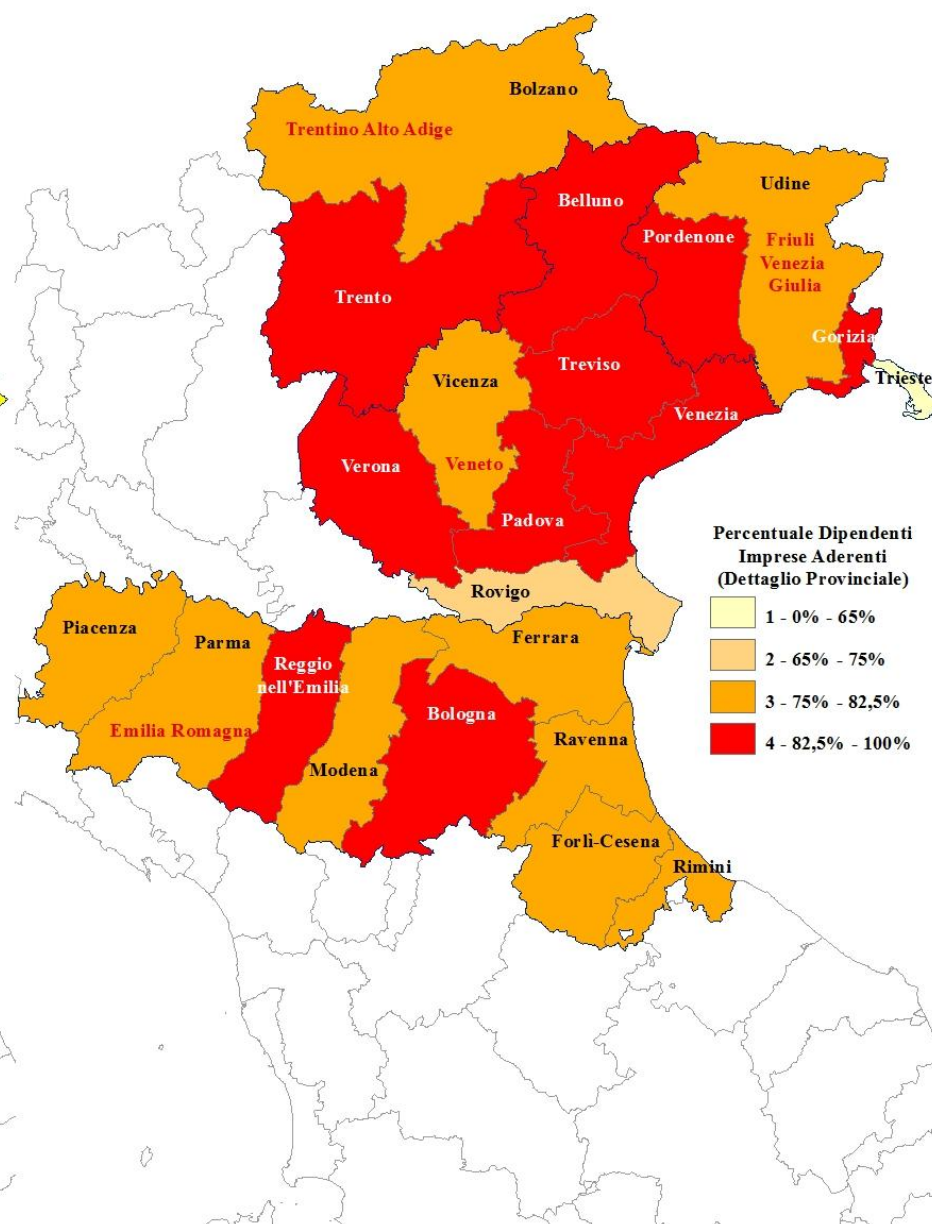 Bolzano
Trentino Alto Adige
Belluno
Udine
Pordenone
Friuli
Venezia
Giulia
Trento
Gorizia
Treviso
Trieste
Vicenza
Venezia
Verona
Veneto
Padova
Rovigo
Percentuale Dipendenti
Imprese Aderenti
(Dettaglio Provinciale)
1 - 0% - 65%
2 - 65% - 75%
3 - 75% - 82,5%
4 - 82,5% - 100%
Piacenza
Parma
Ferrara
Reggio
nell'Emilia
Bologna
Emilia Romagna
Ravenna
Modena
Forlì-Cesena
Rimini